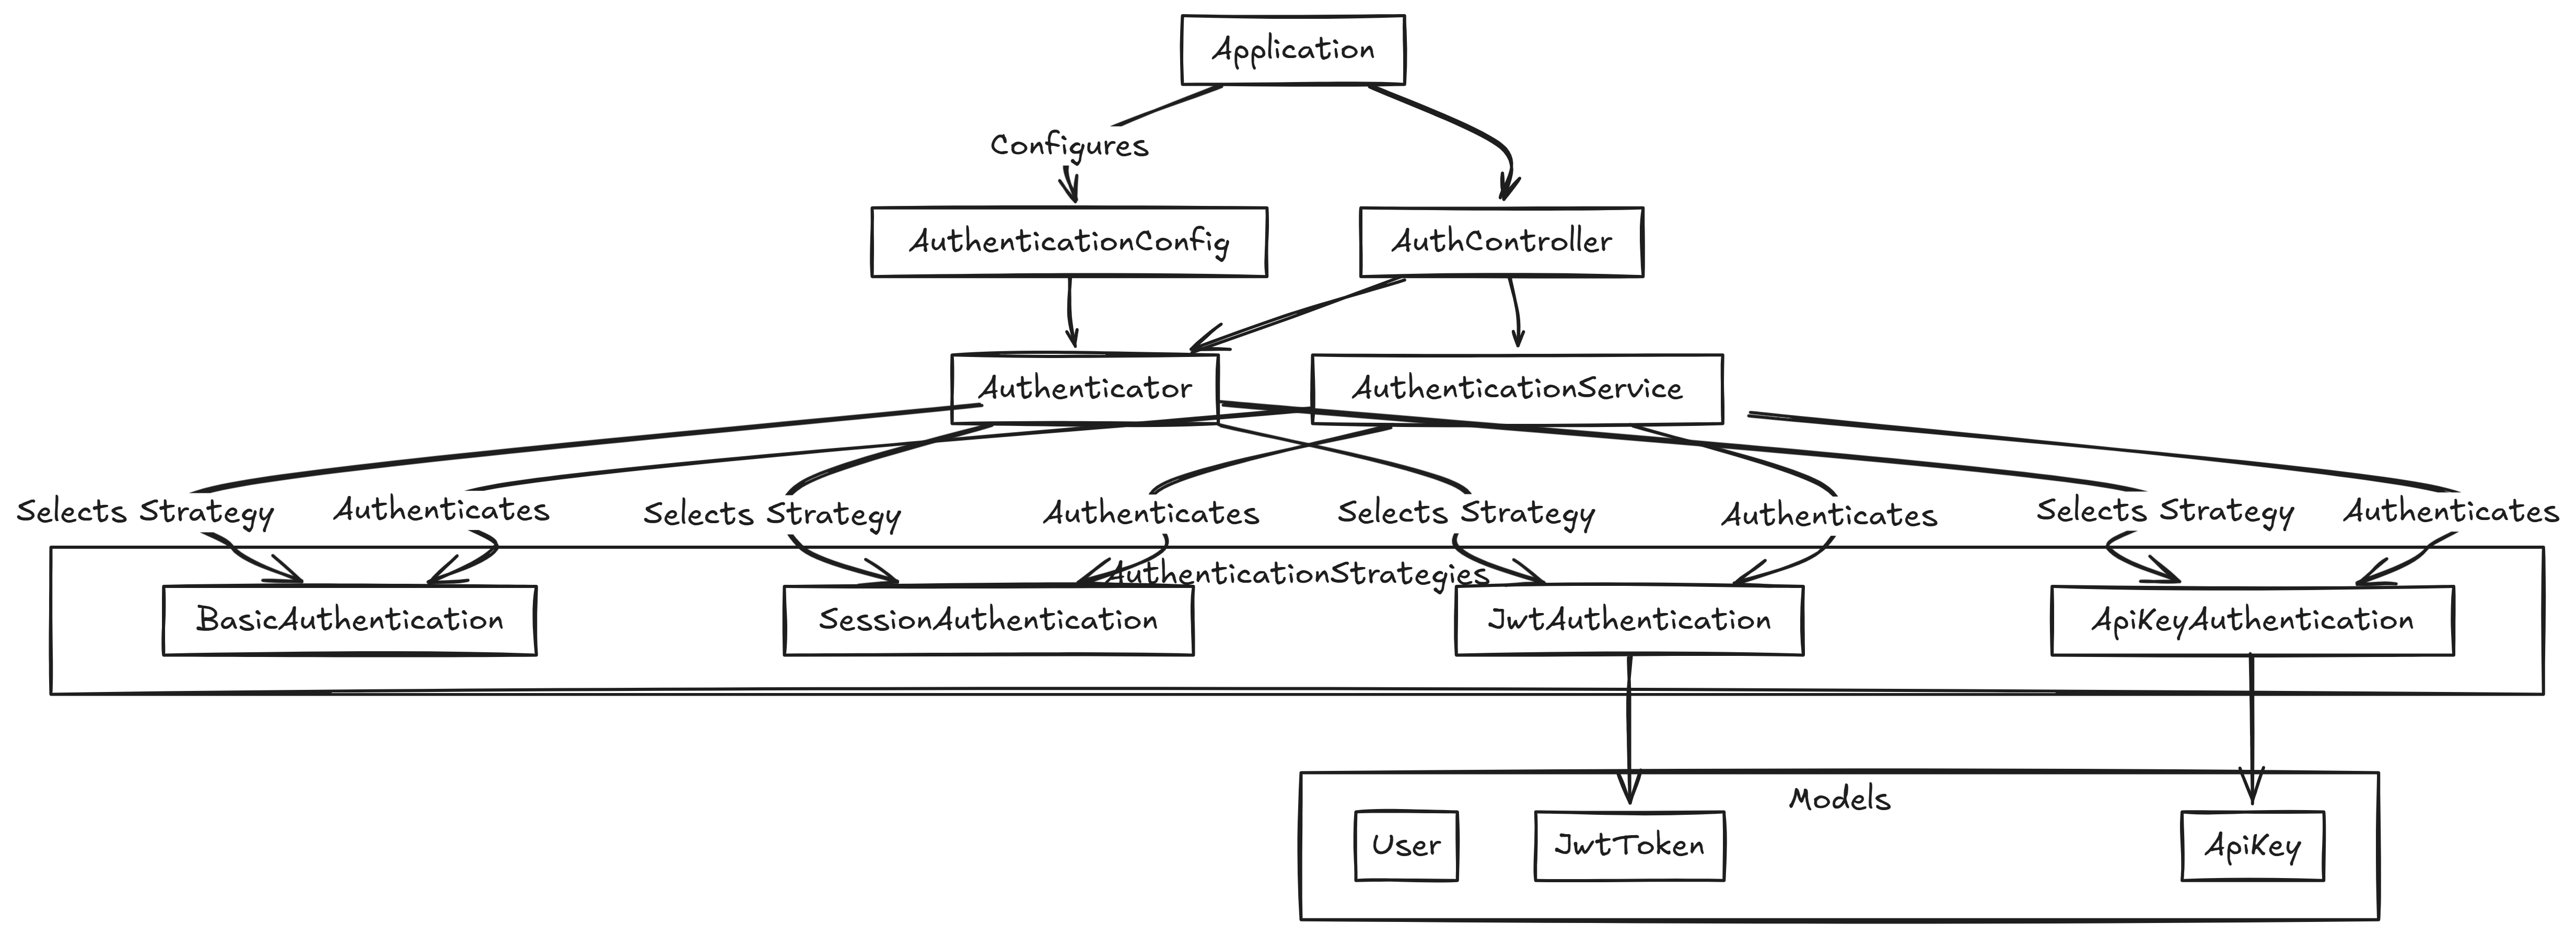 Application
Configures
AuthenticationConfig
AuthController
Authenticator
AuthenticationService
Selects Strategy
Authenticates
Selects Strategy
Authenticates
Selects Strategy
Authenticates
Selects Strategy
Authenticates
AuthenticationStrategies
BasicAuthentication
SessionAuthentication
JwtAuthentication
ApiKeyAuthentication
Models
User
JwtToken
ApiKey